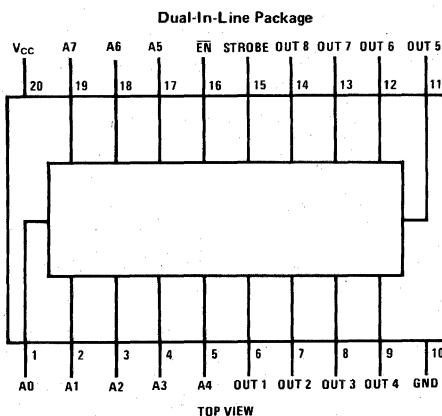 Dual-In-Line Package
VCC A7 A6 A5 EN STROBE OUT 8 OUT 7 OUT 6 OUT 5
20 19 18 17 16 15 14 13 12 11
1 2 3 4 5 6 7 8 9 10
A0 A1 A2 A3 A4 OUT 1 OUT 2 OUT 3 OUT 4 GND
TOP VIEW